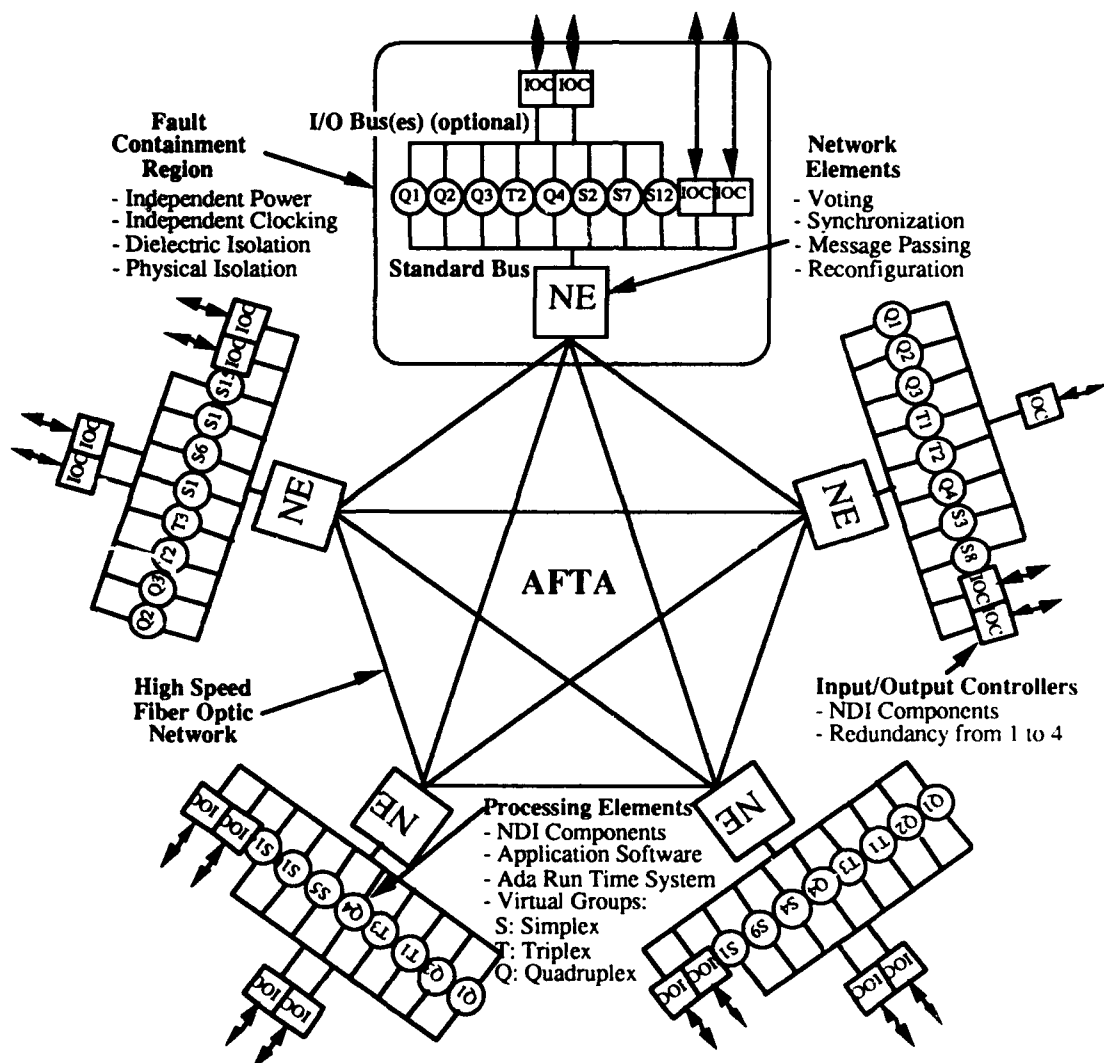 IOC IOC
I/O Bus(es) (optional)
Fault
Containment
Region
- Independent Power
- Independent Clocking
- Dielectric Isolation
- Physical Isolation
Q1 Q2 Q3 T2 Q4 S2 S7 S12 IOC IOC
Standard Bus
NE
Network
Elements
- Voting
- Synchronization
- Message Passing
- Reconfiguration
IOC
IOC
S1
S6
S1
T3
Q3
Q2
IOC
IOC
NE
Q1
Q2
Q3
T1
T2
Q4
S3
S8
IOC
IOC
IOC
NE
AFTA
High Speed
Fiber Optic
Network
Input/Output Controllers
- NDI Components
- Redundancy from 1 to 4
NE
Processing Elements
- NDI Components
- Application Software
- Ada Run Time System
- Virtual Groups:
S: Simplex
T: Triplex
Q: Quadruplex
IOC
IOC
S1
S1
S5
Q4
T3
T1
Q3
Q1
IOC
IOC
NE
Q1
Q2
T1
T3
Q4
S4
S9
S1
IOC
IOC
IOC
IOC